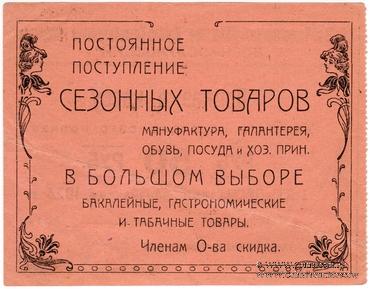 ПОСТОЯННОЕ
ПОСТУПЛЕНИЕ
СЕЗОННЫХ ТОВАРОВ
МАНУФАКТУРА, ГАЛАНТЕРЕЯ,
ОБУВЬ, ПОСУДА и ХОЗ. ПРИН.
В БОЛЬШОМ ВЫБОРЕ
БАКАЛЕЙНЫЕ, ГАСТРОНОМИЧЕСКИЕ
И ТАБАЧНЫЕ ТОВАРЫ.
Членам О-ва скидка.